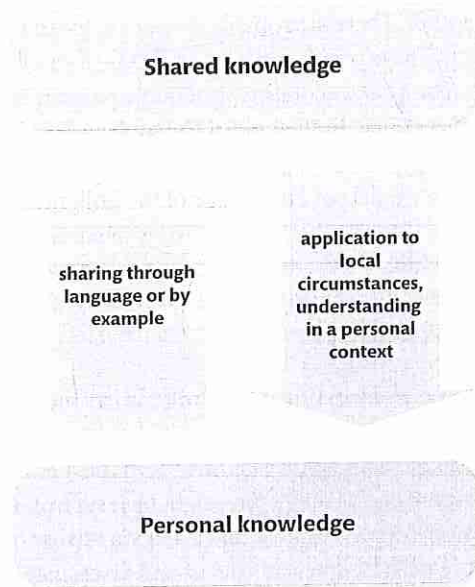 Shared knowledge
sharing through
language or by
example
application to
local
circumstances,
understanding
in a personal
context
Personal knowledge